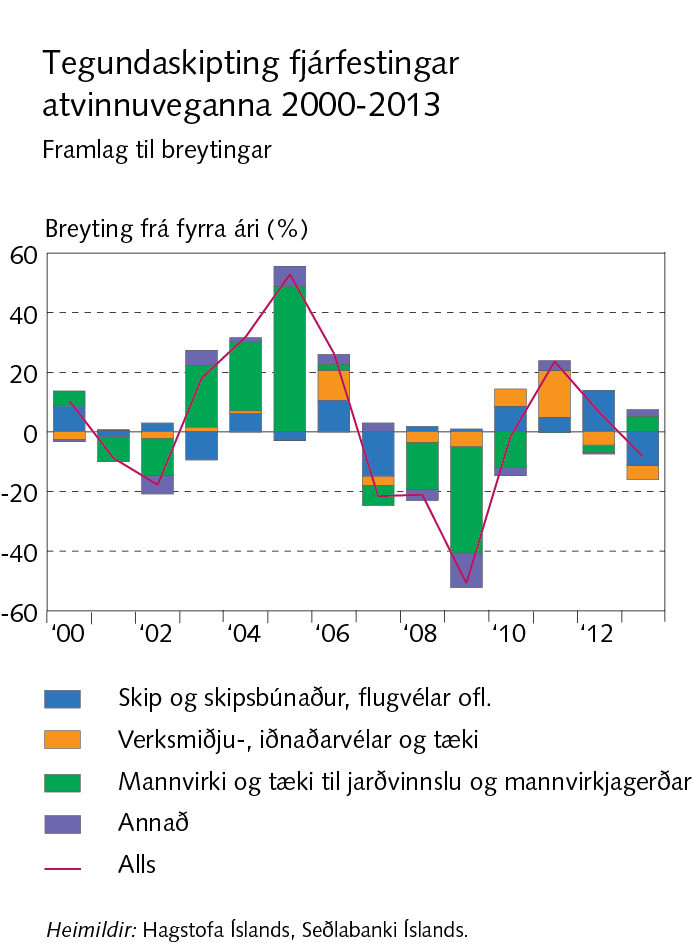 Tegundaskipting fjárfestingar
atvinnuveganna 2000-2013
Framlag til breytingar
Breyting frá fyrra ári (%)
60
40
20
0
-20
-40
-60
‘00 ‘02 ‘04 ‘06 ‘08 ‘10 ‘12
Skip og skipsbúnaður, flugvélar ofl.
Verksmiðju-, iðnaðarvélar og tæki
Mannvirki og tæki til jarðvinnslu og mannvirkjagerðar
Annað
Alls
Heimildir: Hagstofa Íslands, Seðlabanki Íslands.